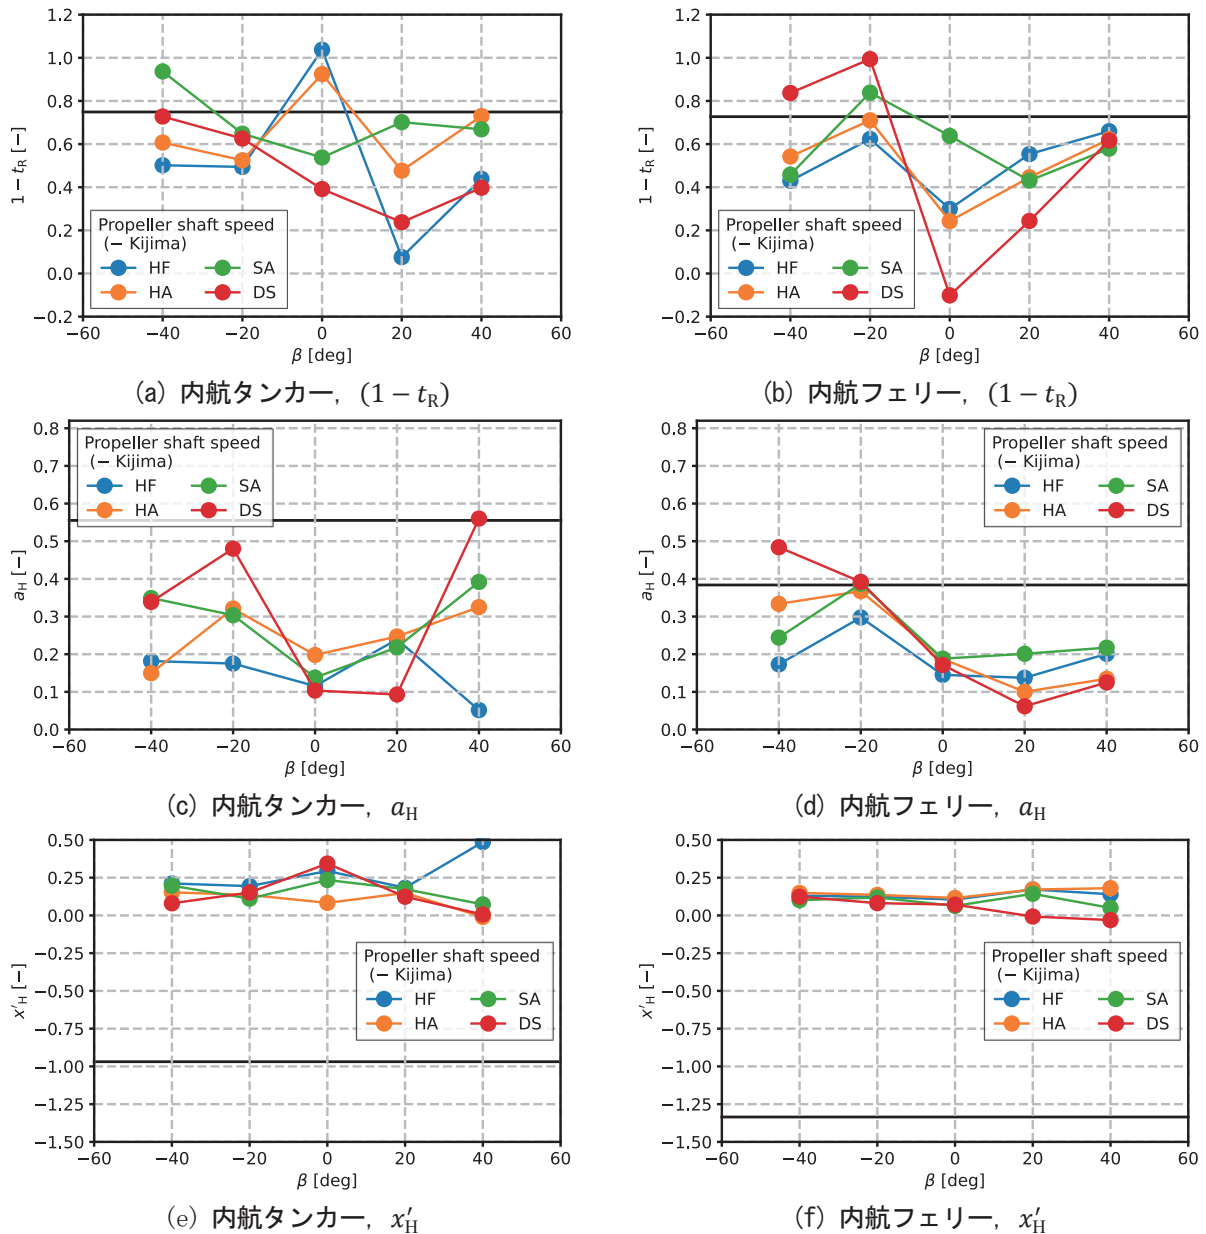 1.2
1.0
0.8
0.6
0.4
0.2
0.0
−0.2
1 − tR [−]
Propeller shaft speed
(− Kijima)
HF SA
HA DS
−60 −40 −20 0 20 40 60
β [deg]
(a) 内航タンカー, (1 − tR)
1.2
1.0
0.8
0.6
0.4
0.2
0.0
−0.2
1 − tR [−]
Propeller shaft speed
(− Kijima)
HF SA
HA DS
−60 −40 −20 0 20 40 60
β [deg]
(b) 内航フェリー, (1 − tR)
0.8
0.7
0.6
0.5
0.4
0.3
0.2
0.1
0.0
aH [−]
Propeller shaft speed
(− Kijima)
HF SA
HA DS
−60 −40 −20 0 20 40 60
β [deg]
(c) 内航タンカー, aH
0.8
0.7
0.6
0.5
0.4
0.3
0.2
0.1
0.0
aH [−]
Propeller shaft speed
(− Kijima)
HF SA
HA DS
−60 −40 −20 0 20 40 60
β [deg]
(d) 内航フェリー, aH
0.50
0.25
0.00
−0.25
−0.50
−0.75
−1.00
−1.25
−1.50
x′H [−]
Propeller shaft speed
(− Kijima)
HF SA
HA DS
−60 −40 −20 0 20 40 60
β [deg]
(e) 内航タンカー, x′H
0.50
0.25
0.00
−0.25
−0.50
−0.75
−1.00
−1.25
−1.50
x′H [−]
Propeller shaft speed
(− Kijima)
HF SA
HA DS
−60 −40 −20 0 20 40 60
β [deg]
(f) 内航フェリー, x′H